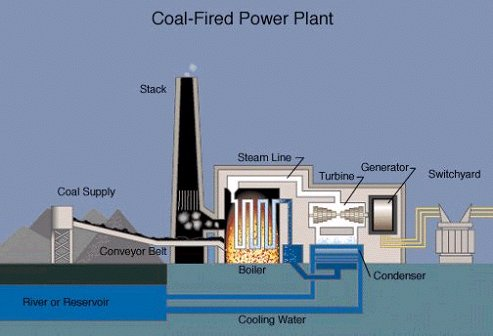 Coal-Fired Power Plant
Stack
Steam Line
Turbine
Generator
Switchyard
Coal Supply
Conveyor Belt
Boiler
Condenser
River or Reservoir
Cooling Water